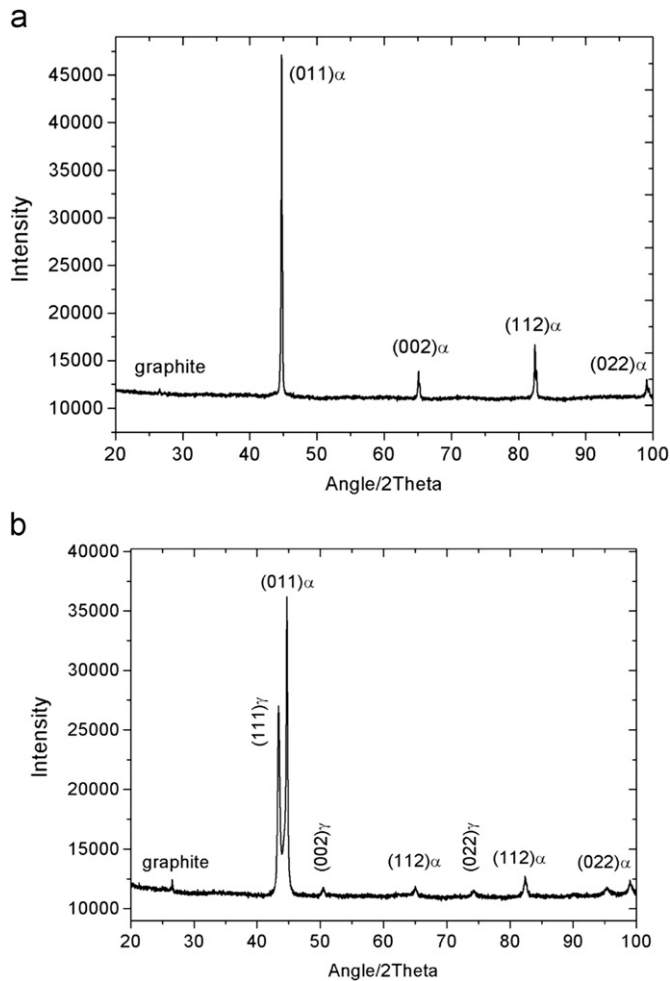 a
45000
40000
35000
30000
25000
20000
15000
10000
Intensity
(011)α
graphite
(002)α
(112)α
(022)α
20 30 40 50 60 70 80 90 100
Angle/2Theta
b
40000
35000
30000
25000
20000
15000
10000
Intensity
(011)α
(111)γ
graphite
(002)γ
(112)α
(022)γ
(112)α
(022)α
20 30 40 50 60 70 80 90 100
Angle/2Theta